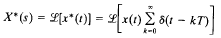 X*(s) = ℒ[x*(t)] = ℒ[x(t) ∑_{k=0}^{∞} δ(t − kT)]